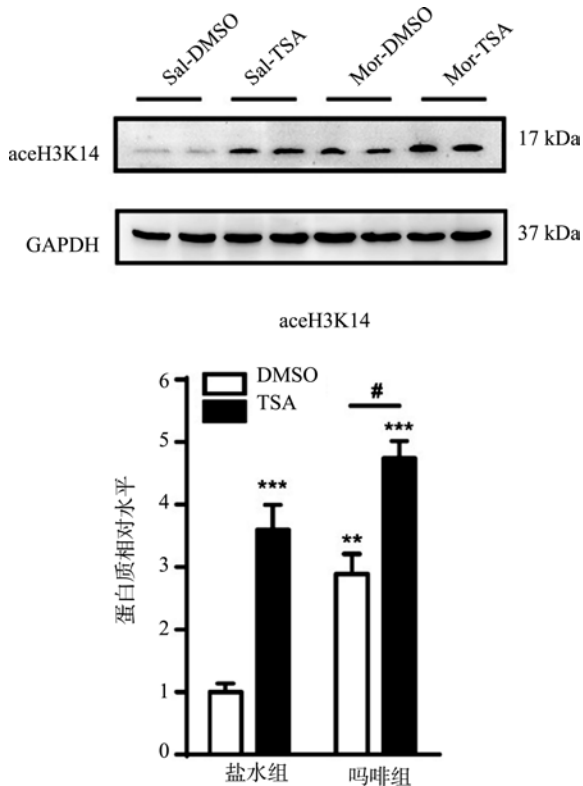 Sal-DMSO
Sal-TSA
Mor-DMSO
Mor-TSA
aceH3K14
17 kDa
GAPDH
37 kDa
aceH3K14
DMSO
TSA
蛋白质相对水平
6
5
4
3
2
1
0
***
**
#
***
盐水组
吗啡组